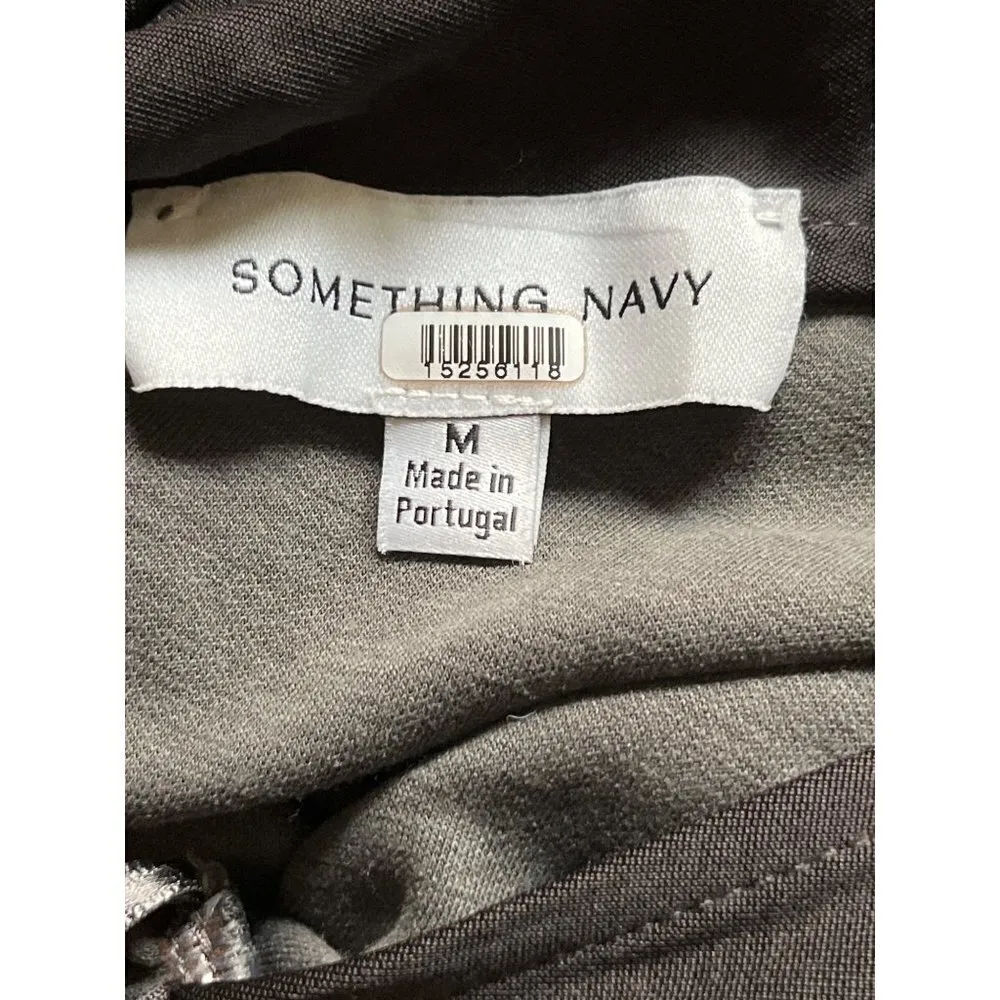 SOMETHING NAVY
15256118
M
Made in
Portugal